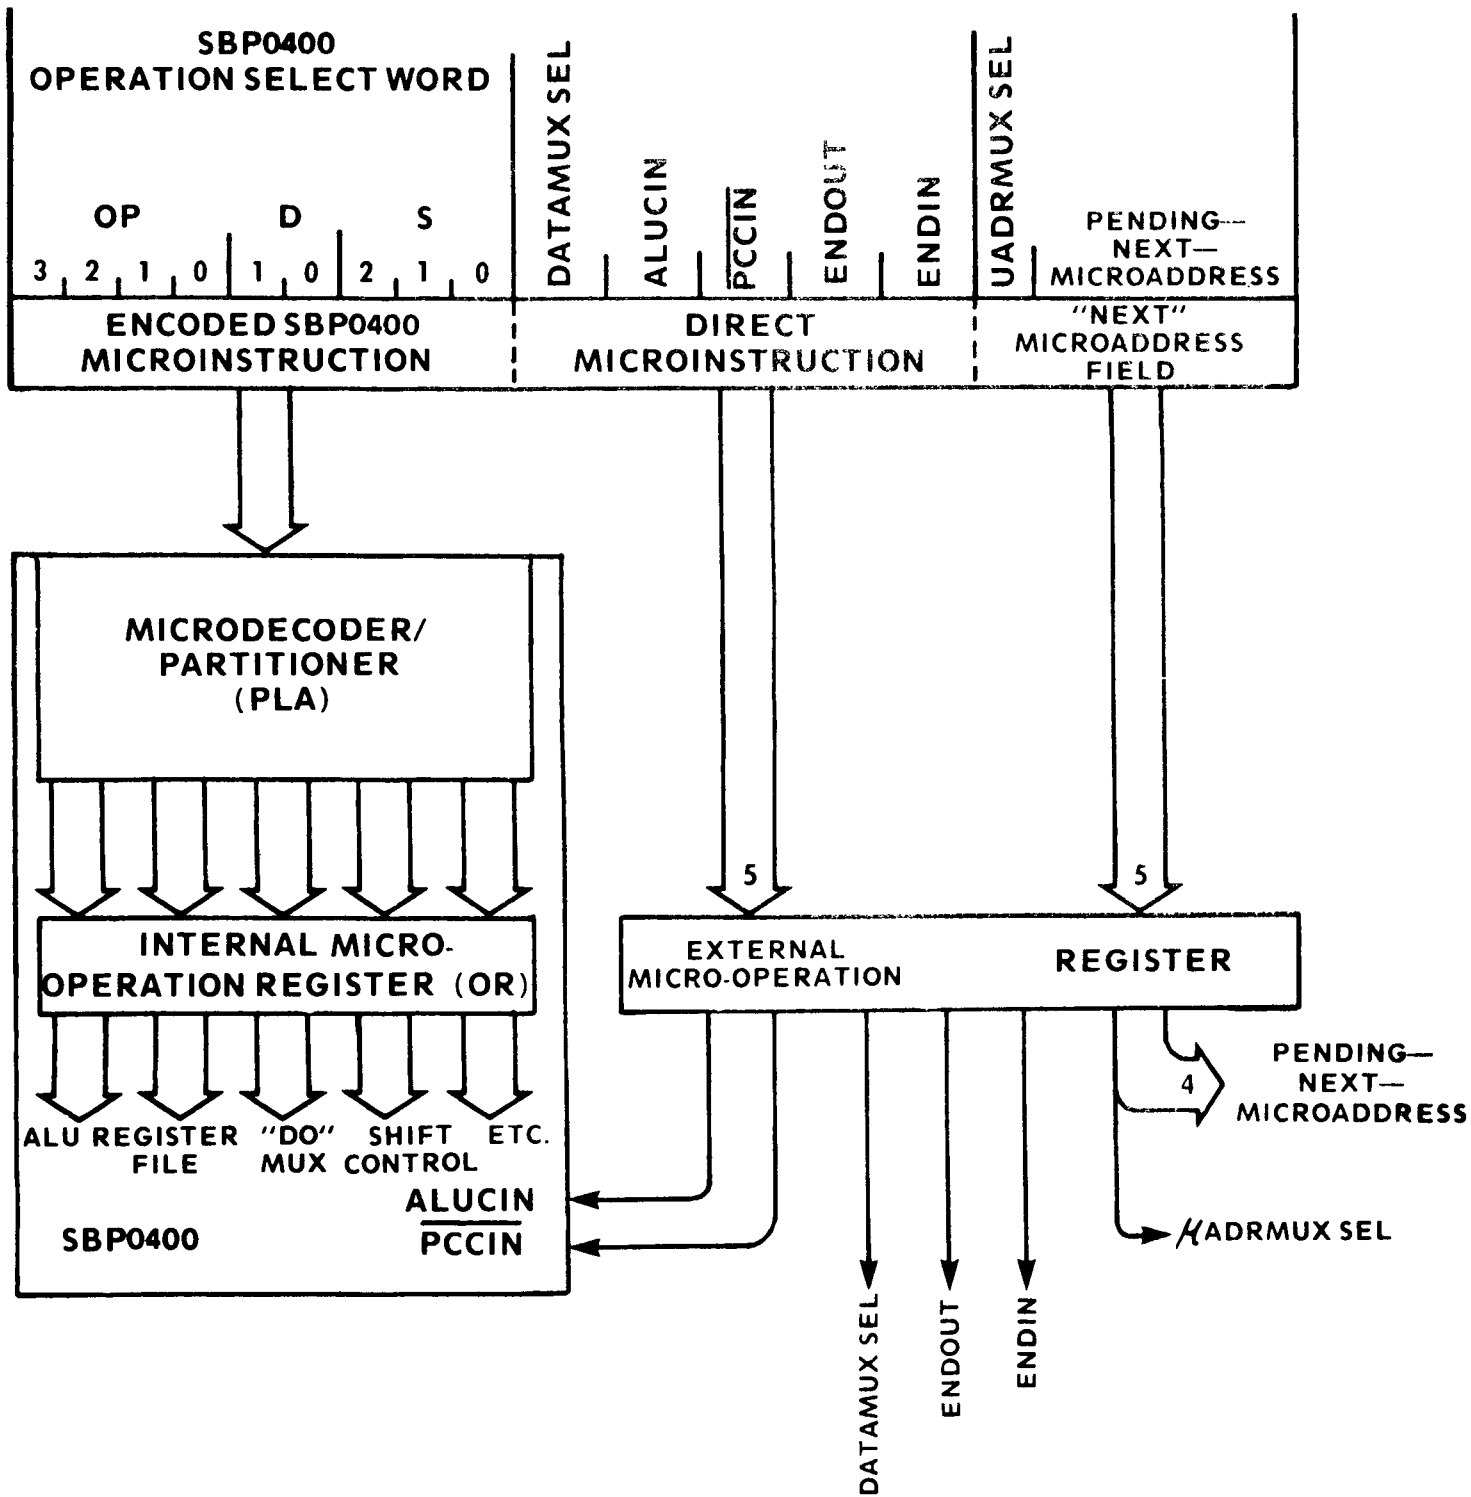 SBP0400
OPERATION SELECT WORD
OP D S
3 2 1 0 1 0 2 1 0
DATAMUX SEL
ALUCIN
PCCIN
ENDOUT
ENDIN
UADRMUX SEL
PENDING—
NEXT—
MICROADDRESS
ENCODED SBP0400
MICROINSTRUCTION
DIRECT
MICROINSTRUCTION
"NEXT"
MICROADDRESS
FIELD
MICRODECODER/
PARTITIONER
(PLA)
5
5
INTERNAL MICRO-
OPERATION REGISTER (OR)
EXTERNAL
MICRO-OPERATION
REGISTER
ALU REGISTER "DO" SHIFT ETC.
FILE MUX CONTROL
ALUCIN
PCCIN
SBP0400
4
PENDING—
NEXT—
MICROADDRESS
μADRMUX SEL
DATAMUX SEL
ENDOUT
ENDIN